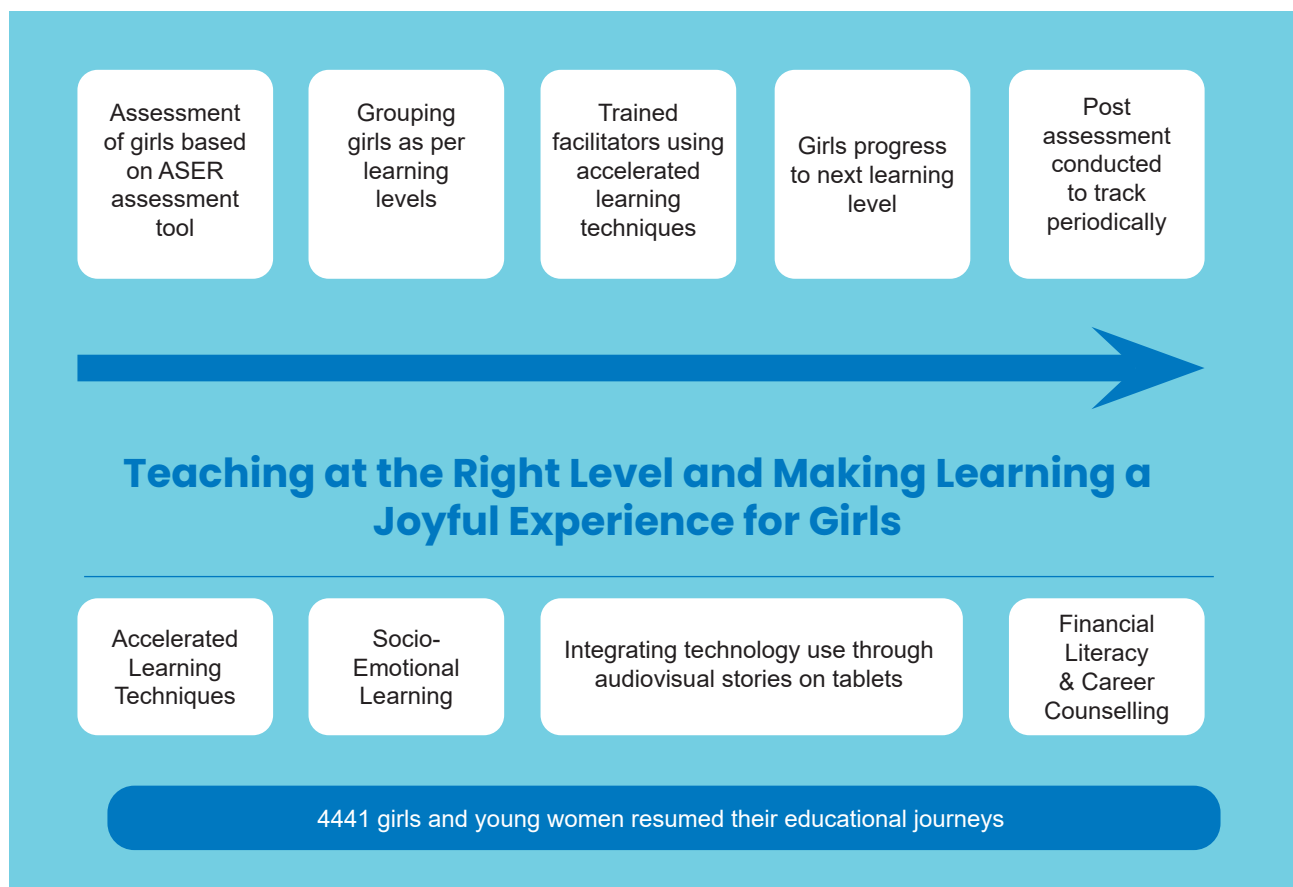 Assessment
of girls based
on ASER
assessment
tool
Grouping
girls as per
learning
levels
Trained
facilitators using
accelerated
learning
techniques
Girls progress
to next learning
level
Post
assessment
conducted
to track
periodically
Teaching at the Right Level and Making Learning a
Joyful Experience for Girls
Accelerated
Learning
Techniques
Socio-
Emotional
Learning
Integrating technology use through
audiovisual stories on tablets
Financial
Literacy
& Career
Counselling
4441 girls and young women resumed their educational journeys